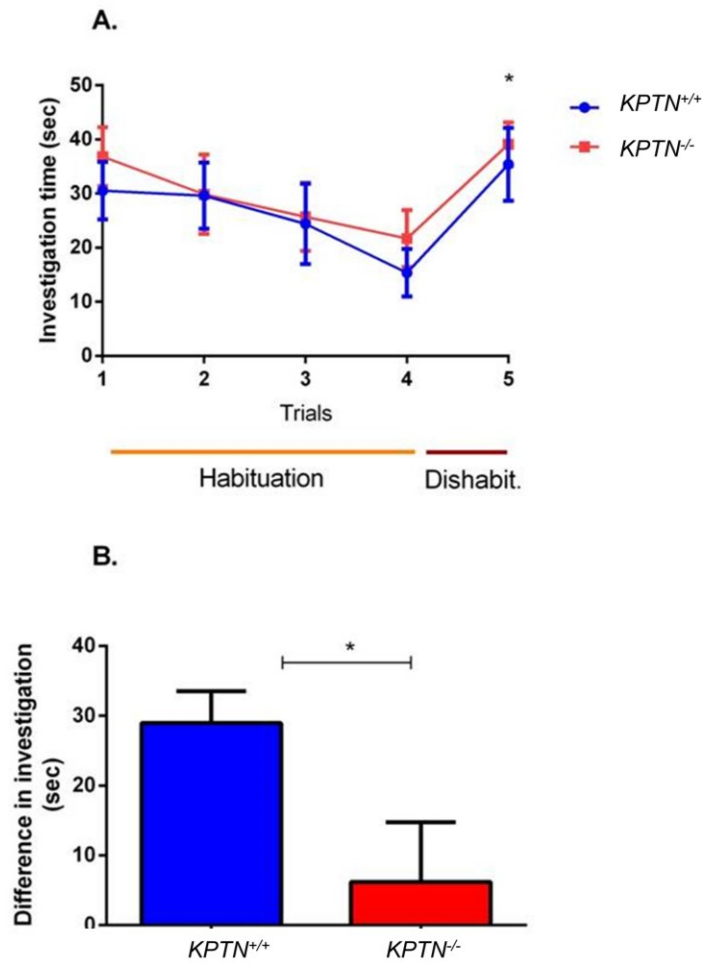 A.
*
50
40
30
20
10
0
Investigation time (sec)
1 2 3 4 5
Trials
Habituation Dishabit.
KPTN+/+
KPTN-/-
B.
*
40
30
20
10
0
Difference in investigation
(sec)
KPTN+/+ KPTN-/-